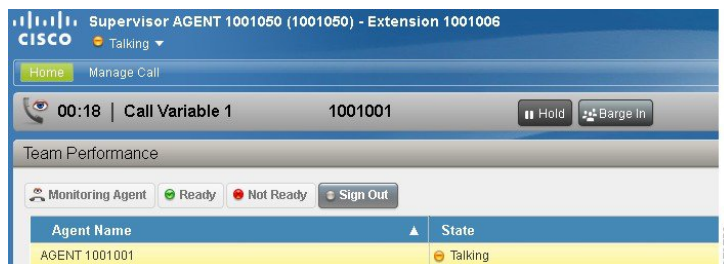 Supervisor AGENT 1001050 (1001050) - Extension 1001006
CISCO Talking
Home Manage Call
00:18 | Call Variable 1 1001001 Hold Barge In
Team Performance
Monitoring Agent Ready Not Ready Sign Out
Agent Name State
AGENT 1001001 Talking